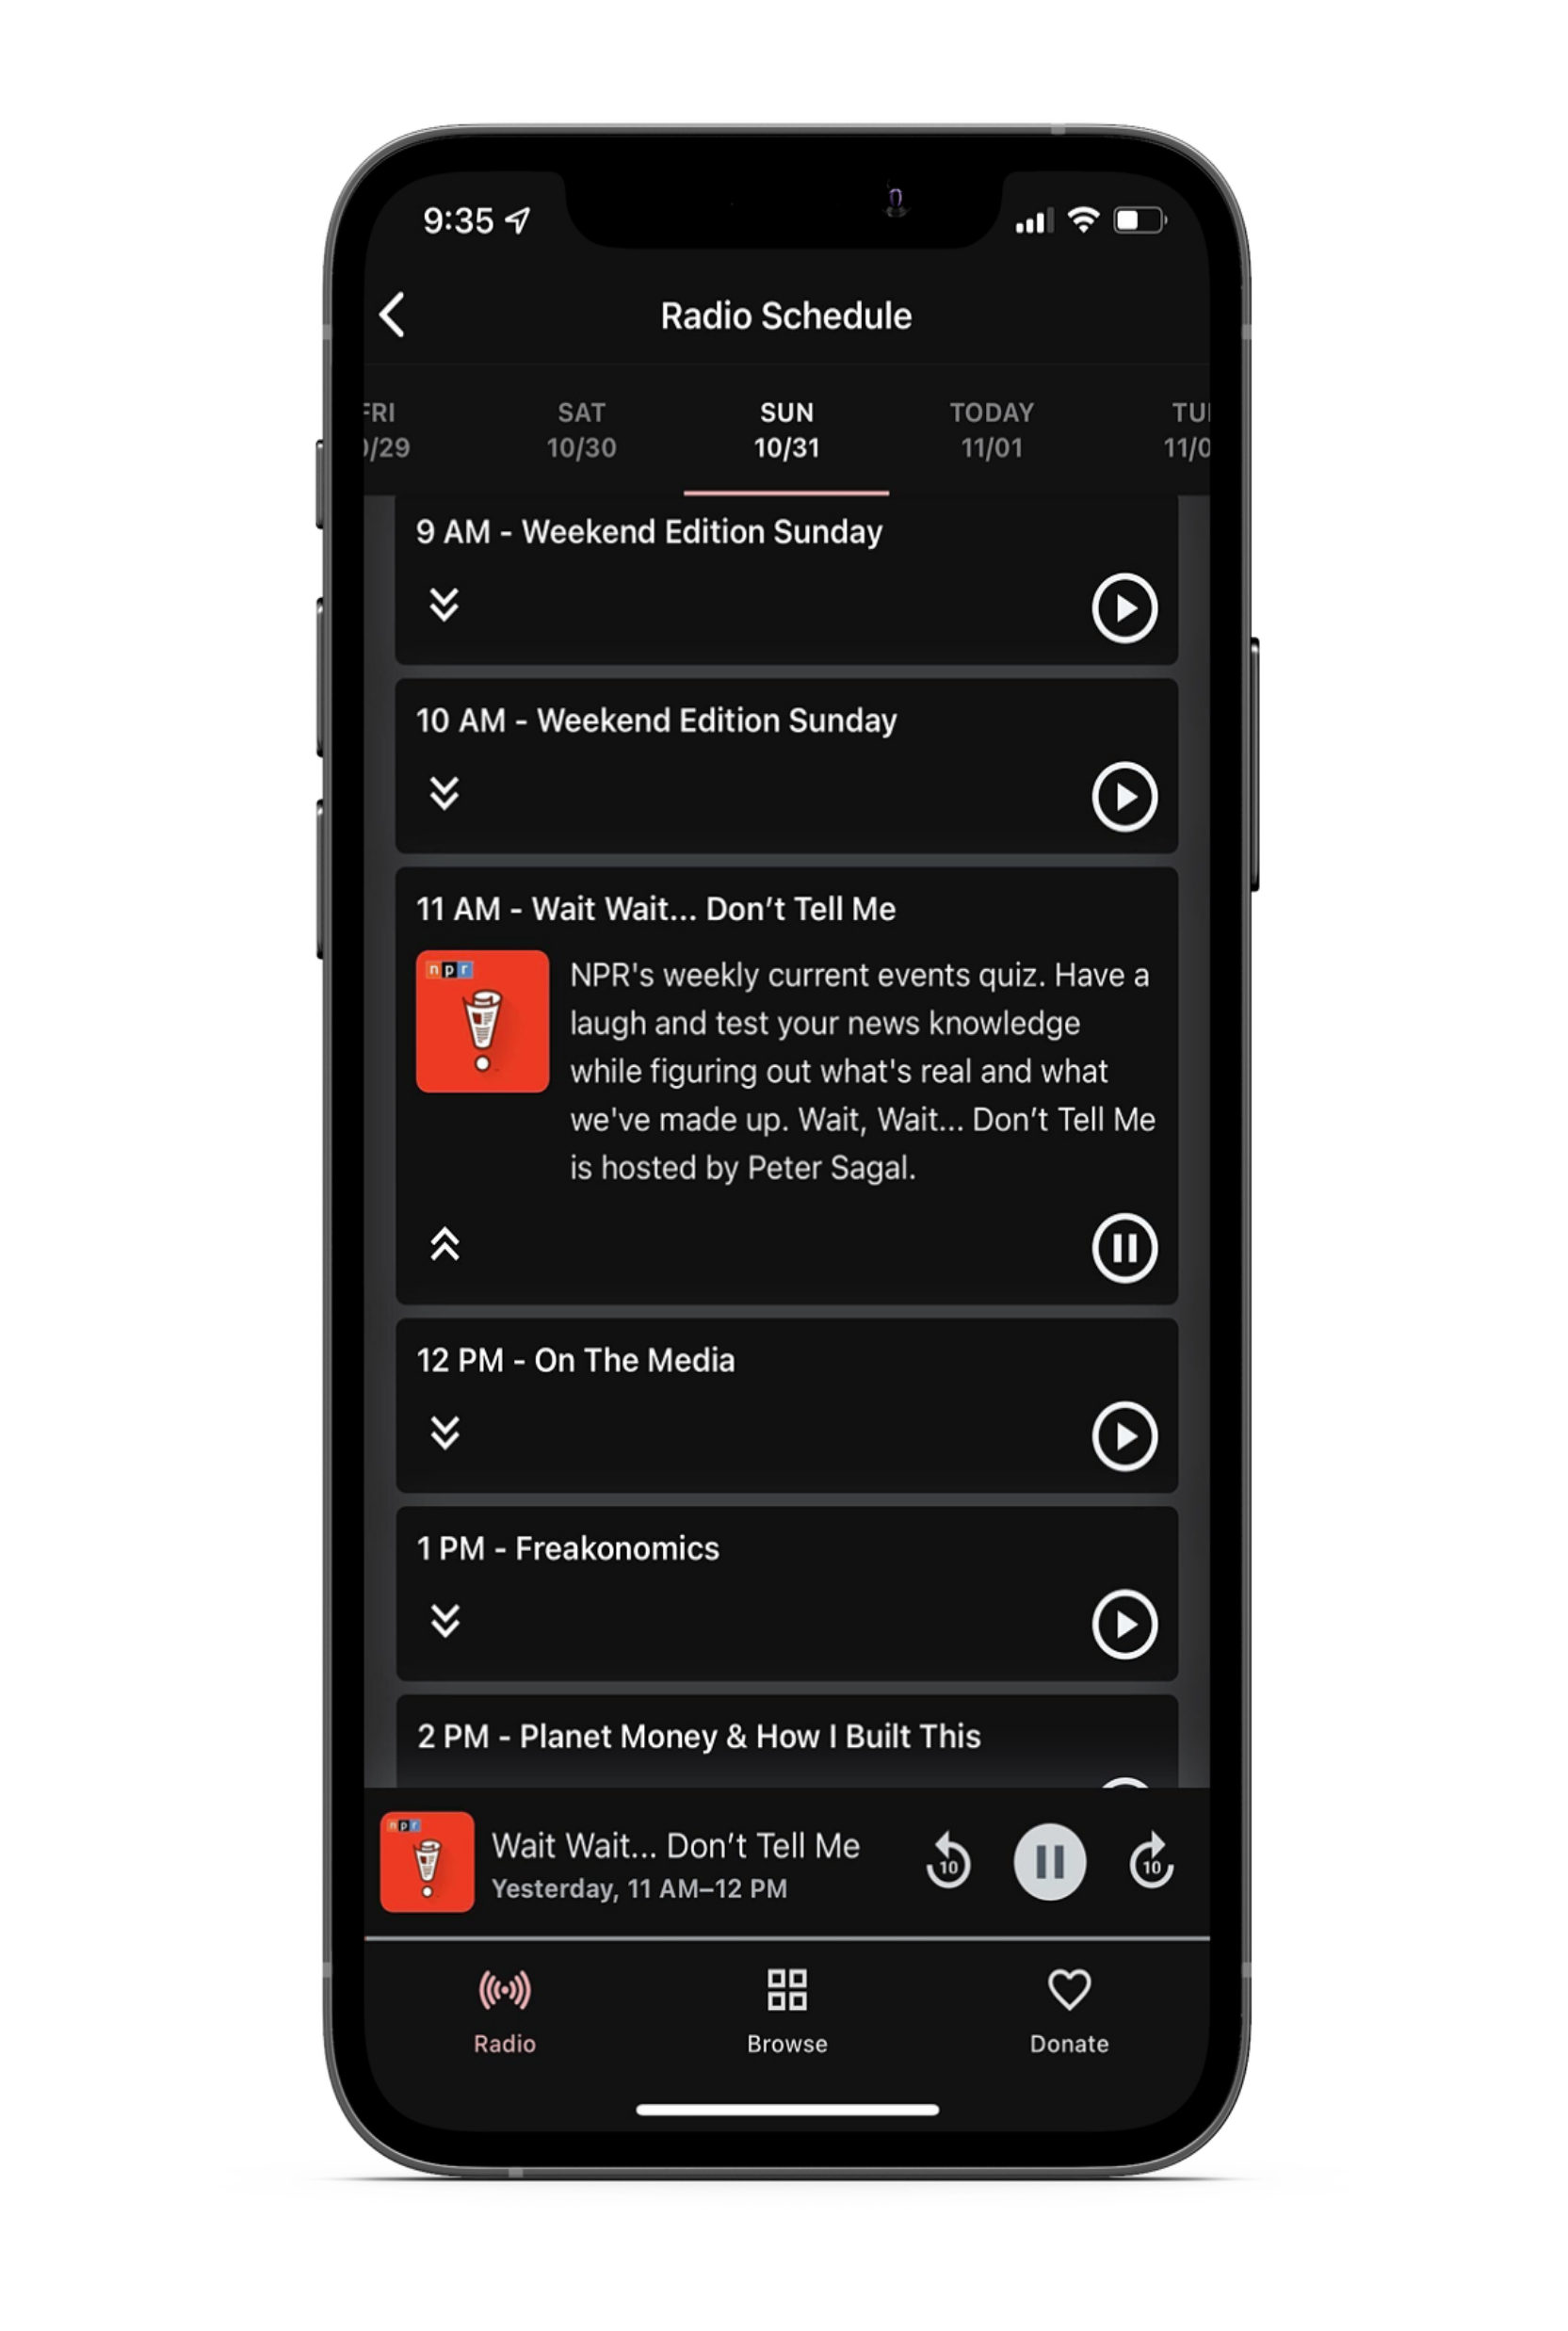 9:35
Radio Schedule
FRI
SAT
SUN
TODAY
/29
10/30
10/31
11/01
9 AM - Weekend Edition Sunday
10 AM - Weekend Edition Sunday
11 AM - Wait Wait... Don’t Tell Me
npr
NPR's weekly current events quiz. Have a
laugh and test your news knowledge
while figuring out what's real and what
we've made up. Wait, Wait... Don’t Tell Me
is hosted by Peter Sagal.
12 PM - On The Media
1 PM - Freakonomics
2 PM - Planet Money & How I Built This
npr
Wait Wait... Don’t Tell Me
Yesterday, 11 AM–12 PM
10
10
Radio
Browse
Donate